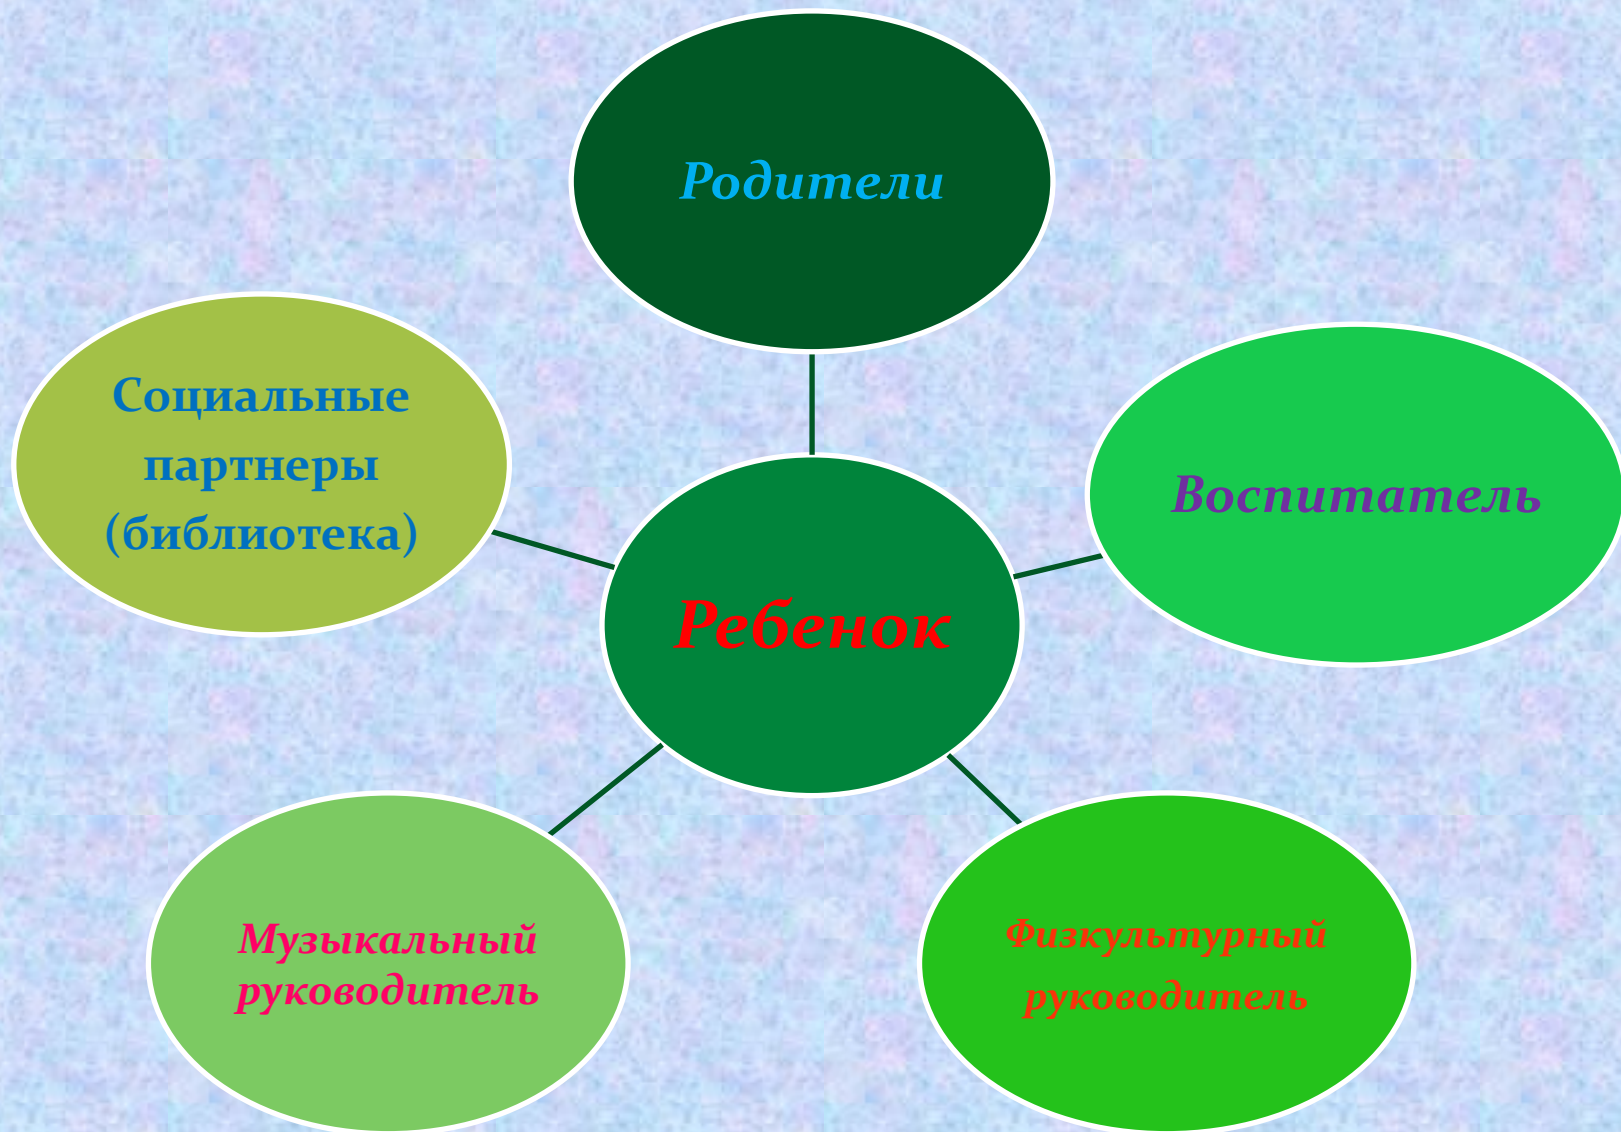 Родители
Социальные
партнеры
(библиотека)
Воспитатель
Ребенок
Музыкальный
руководитель
Физкультурный
руководитель